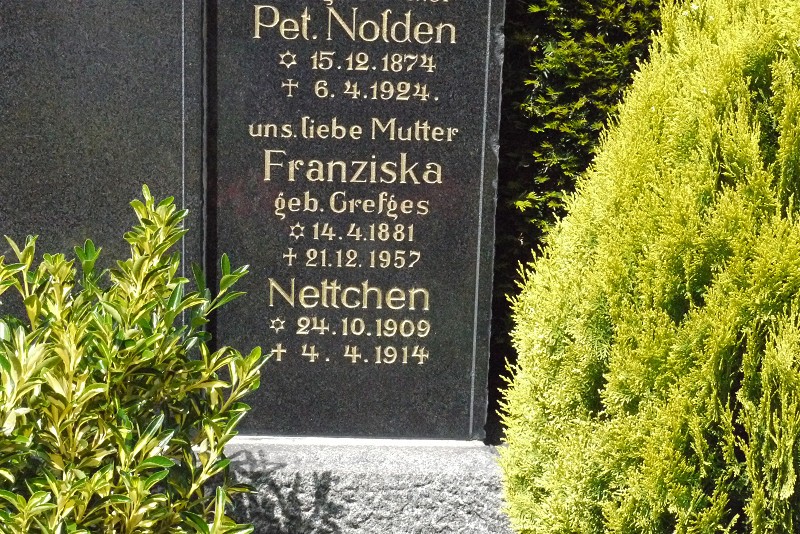 Pet. Nolden
✡ 15.12.1874
† 6.4.1924.
uns. liebe Mutter
Franziska
geb. Greſges
✡ 14.4.1881
† 21.12.1957
Nettchen
✡ 24.10.1909
† 4.4.1914